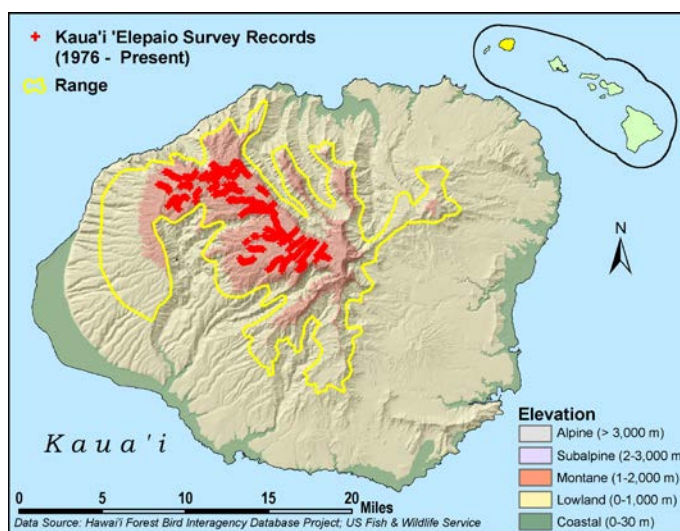 Kaua'i 'Elepaio Survey Records
(1976 - Present)
Range
N
Kaua'i
Elevation
Alpine (> 3,000 m)
Subalpine (2-3,000 m)
Montane (1-2,000 m)
Lowland (0-1,000 m)
Coastal (0-30 m)
0 5 10 20
Miles
Data Source: Hawai'i Forest Bird Interagency Database Project; US Fish & Wildlife Service